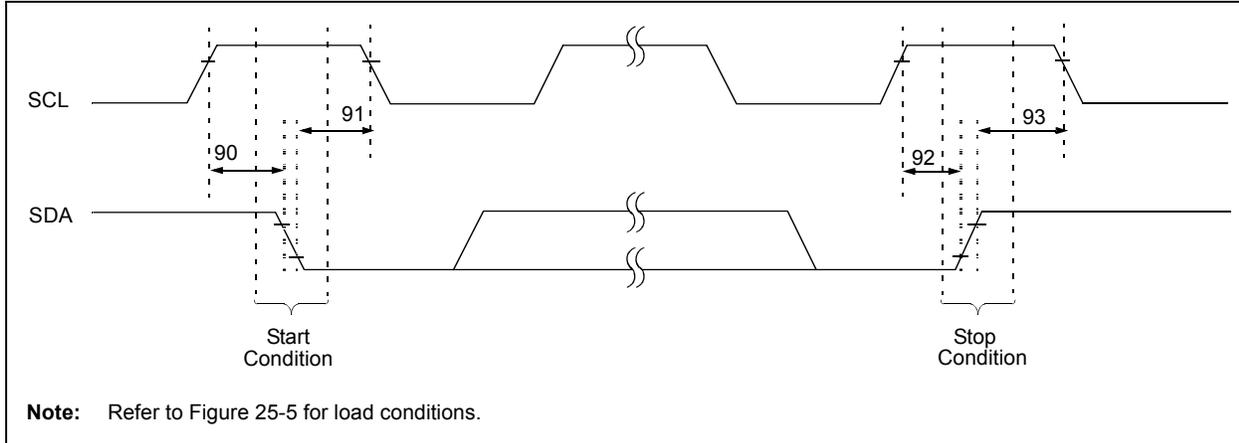 SCL
91
93
90
92
SDA
Start
Condition
Stop
Condition
Note: Refer to Figure 25-5 for load conditions.